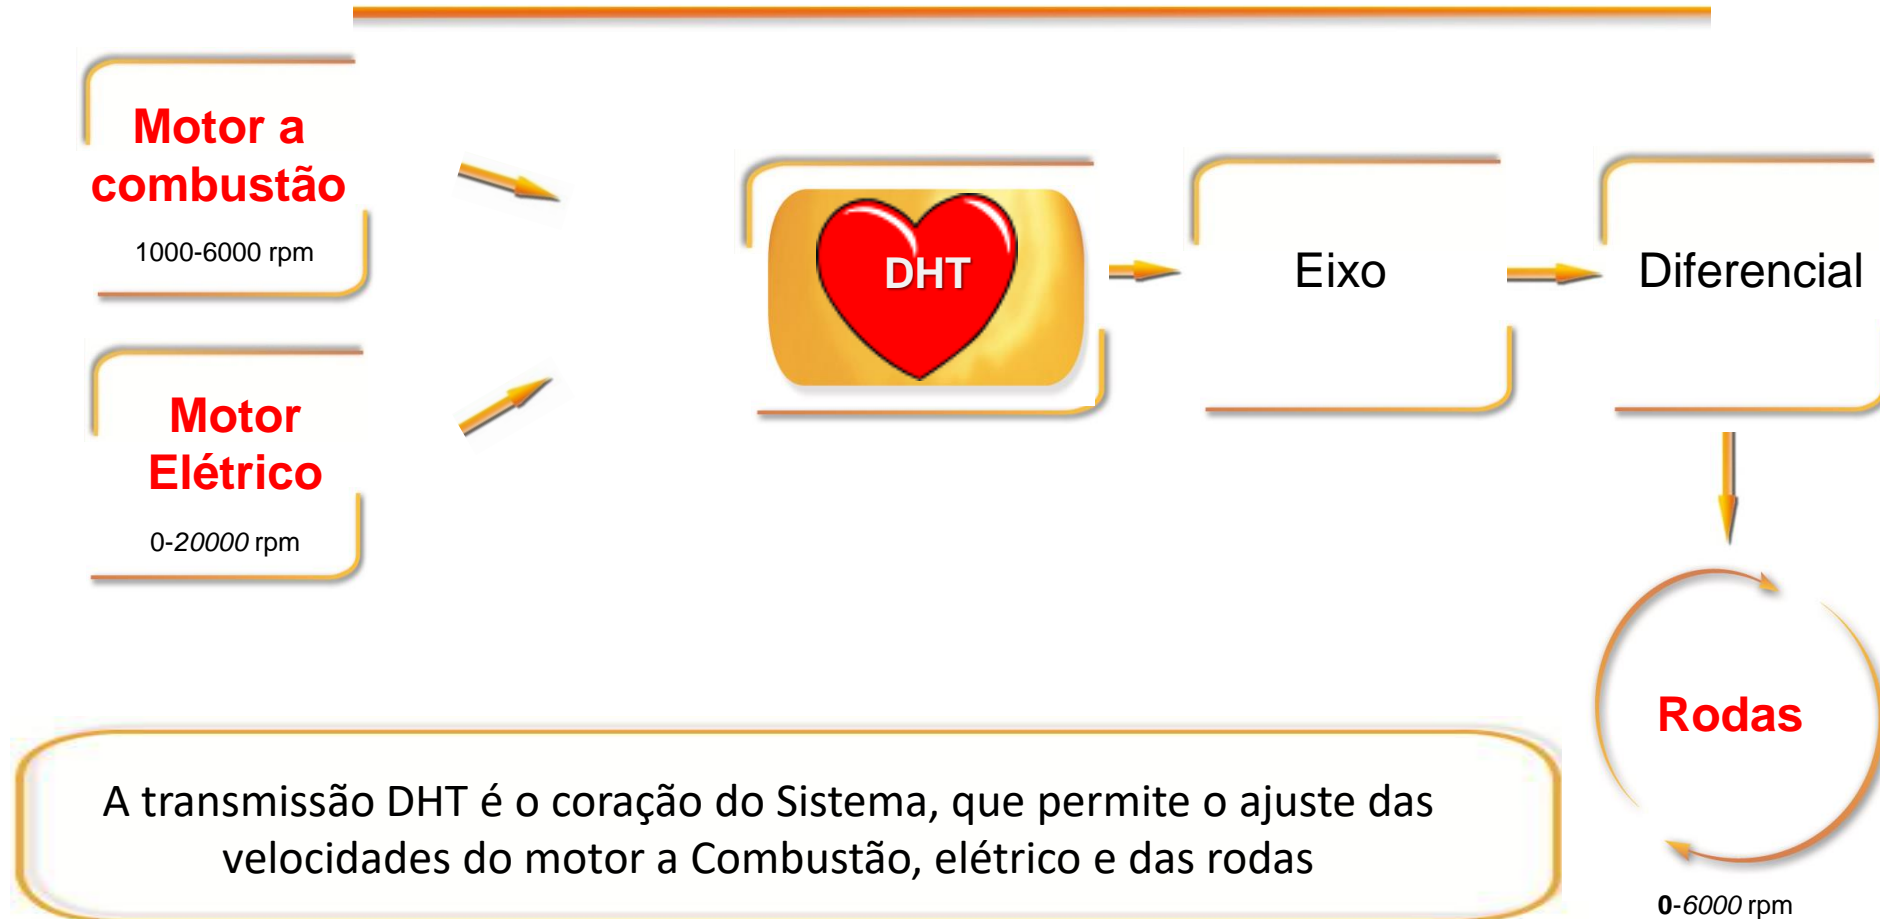 Motor a
combustão
1000-6000 rpm
Motor
Elétrico
0-20000 rpm
DHT
Eixo
Diferencial
Rodas
0-6000 rpm
A transmissão DHT é o coração do Sistema, que permite o ajuste das
velocidades do motor a Combustão, elétrico e das rodas